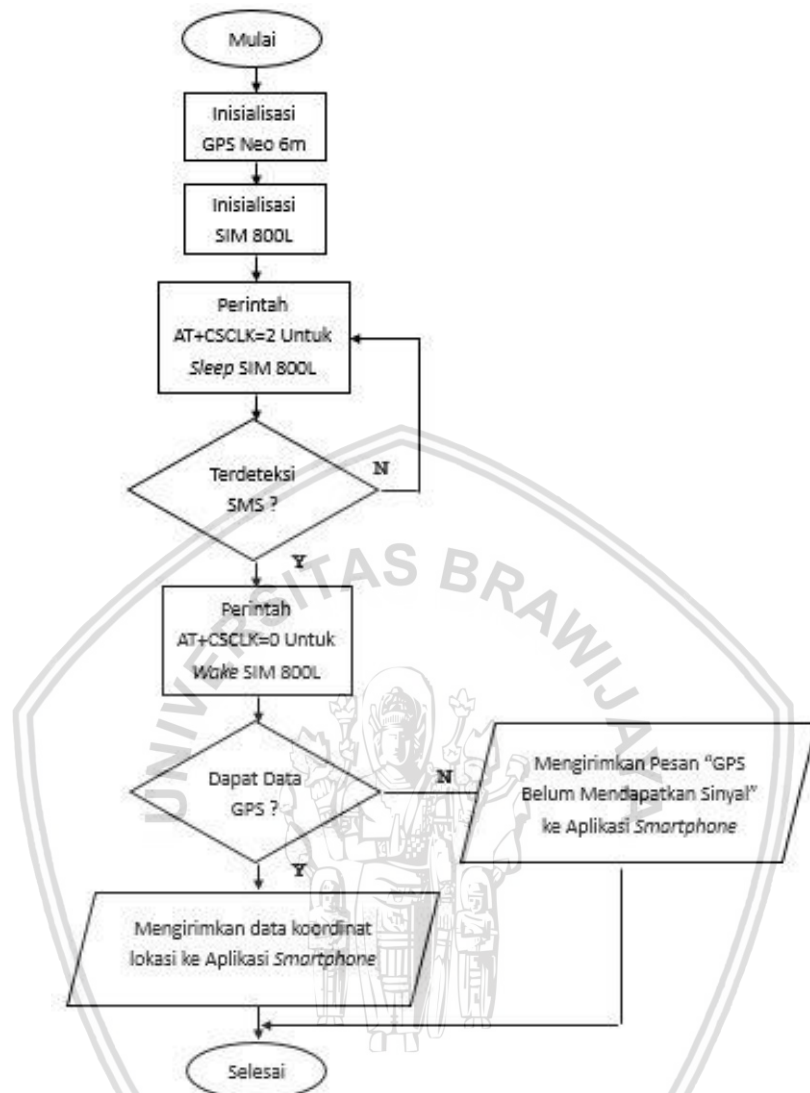 Mulai
Inisialisasi
GPS Neo 6m
Inisialisasi
SIM 800L
Perintah
AT+CSCLK=2 Untuk
Sleep SIM 800L
Terdeteksi
SMS ?
N
Y
Perintah
AT+CSCLK=0 Untuk
Wake SIM 800L
Dapat Data
GPS ?
N
Mengirimkan Pesan “GPS
Belum Mendapatkan Sinyal”
ke Aplikasi Smartphone
Y
Mengirimkan data koordinat
lokasi ke Aplikasi Smartphone
Selesai
UNIVERSITAS BRAWIJAYA